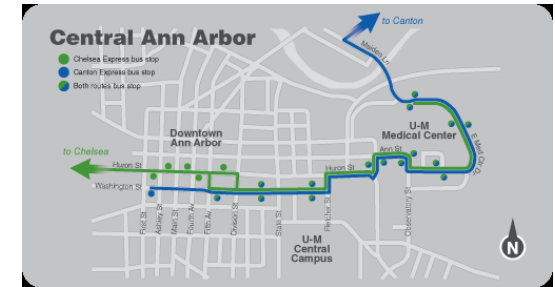 to Canton
Central Ann Arbor
Chelsea Express bus stop
Canton Express bus stop
Both routes bus stop
Maiden Ln
U-M
Medical Center
E Med Ctr Dr
Downtown
Ann Arbor
to Chelsea
Ann St
Huron St
Huron St
Washington St
First St
Ashley St
Main St
Fourth Av
Fifth Av
Division St
State St
Fletcher St
Observatory St
U-M
Central
Campus
N